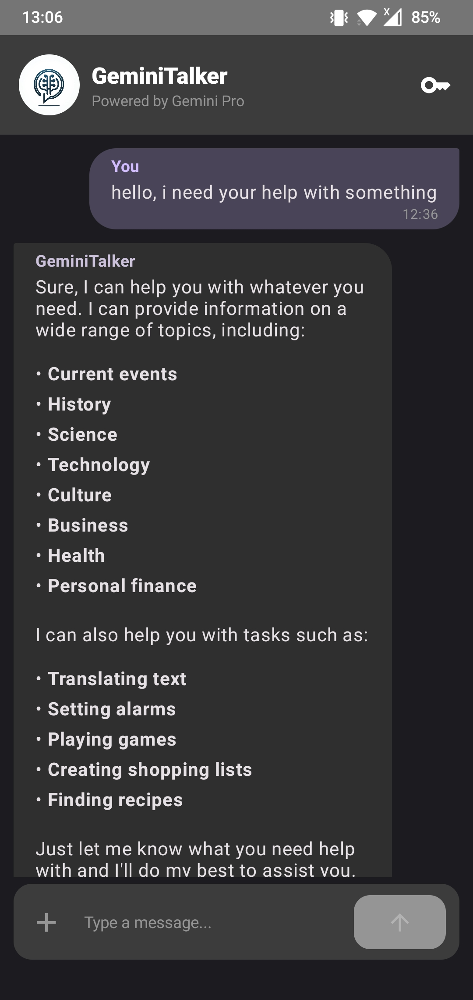 13:06
X
85%
GeminiTalker
Powered by Gemini Pro
You
hello, i need your help with something
12:36
GeminiTalker
Sure, I can help you with whatever you
need. I can provide information on a
wide range of topics, including:
• Current events
• History
• Science
• Technology
• Culture
• Business
• Health
• Personal finance
I can also help you with tasks such as:
• Translating text
• Setting alarms
• Playing games
• Creating shopping lists
• Finding recipes
Just let me know what you need help
with and I'll do my best to assist you.
Type a message...